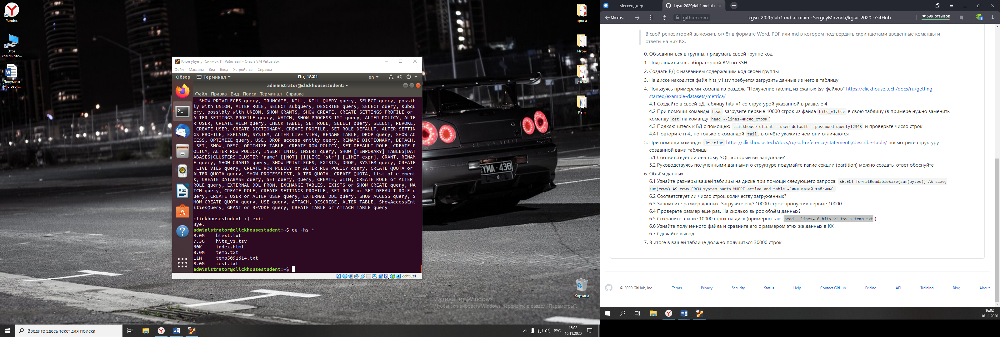 Yandex
Этот
компьюте...
Документ
Microsof...
проги
Игры
учеба
Катя
Корзина
YMA·438
Клон убунту (Снимок 1) [Работает] - Oracle VM VirtualBox
Файл Машина Вид Ввод Устройства Справка
Обзор Терминал Пн, 18:01 en
administrator@clickhousestudent: ~
Файл Правка Вид Поиск Терминал Справка
, SHOW PRIVILEGES query, TRUNCATE, KILL, KILL QUERY query, SELECT query, possib
ly with UNION, ALTER ROLE, SELECT subquery, DESCRIBE query, SELECT query, subqu
ery, possibly with UNION, SHOW GRANTS, SHOW CREATE, CREATE SETTINGS PROFILE or
ALTER SETTINGS PROFILE query, WATCH, SHOW PROCESSLIST query, ALTER POLICY, ALTE
R USER, CREATE VIEW query, CHECK TABLE, SET ROLE, SELECT query, SELECT, REVOKE,
CREATE USER, CREATE DICTIONARY, CREATE PROFILE, SET ROLE DEFAULT, ALTER SETTIN
GS PROFILE, EXPLAIN, SYSTEM, ALTER LIVE VIEW, RENAME TABLE, DROP query, SHOW AC
CESS, OPTIMIZE query, USE, DROP access entity query, RENAME DICTIONARY, DETACH,
SET, SHOW, DESC, OPTIMIZE TABLE, CREATE ROW POLICY, SET DEFAULT ROLE, CREATE P
OLICY, ALTER ROW POLICY, INSERT INTO, INSERT query, SHOW [TEMPORARY] TABLES|DAT
ABASES|CLUSTERS|CLUSTER 'name' [[NOT] [I]LIKE 'str'] [LIMIT expr], GRANT, RENAM
E query, SHOW GRANTS query, SHOW PRIVILEGES, EXISTS, DROP, SYSTEM query, CREATE
LIVE VIEW query, CREATE ROW POLICY or ALTER ROW POLICY query, CREATE QUOTA or
ALTER QUOTA query, SHOW PROCESSLIST, ALTER QUOTA, CREATE QUOTA, list of element
s, CREATE DATABASE query, SET query, Query, CREATE, WITH, CREATE ROLE or ALTER
ROLE query, EXTERNAL DDL FROM, EXCHANGE TABLES, EXISTS or SHOW CREATE query, WA
TCH query, CREATE ROLE, CREATE SETTINGS PROFILE, SET ROLE or SET DEFAULT ROLE q
uery, CREATE USER or ALTER USER query, EXTERNAL DDL query, SHOW ACCESS query, S
HOW CREATE QUOTA query, USE query, ATTACH, DESCRIBE, ALTER TABLE, ShowAccessEnt
itiesQuery, GRANT or REVOKE query, CREATE TABLE or ATTACH TABLE query
clickhousestudent :) exit
Bye.
administrator@clickhousestudent:~$ du -hs *
8.0M btext.txt
7.3G hits_v1.tsv
60K index.html
8.0M temp.txt
11M temp5091614.txt
8.0M test.txt
administrator@clickhousestudent:~$
Right Ctrl
Активация Windows
Чтобы активировать Windows, перейдите в раздел "Параметры".
Введите здесь текст для поиска
РУС
16:02
16.11.2020
Мессенджер
kgsu-2020/lab1.md at m
Micros...
github.com
kgsu-2020/lab1.md at main · SergeyMirvoda/kgsu-2020 · GitHub
★599 отзывов
В свой репозиторий выложить отчёт в формате Word, PDF или md в котором подтвердить скриншотами введённые команды и
ответы на них КХ.
0. Объединиться в группы, придумать своей группе код
1. Подключиться к лабораторной ВМ по SSH
2. Создать БД с названием содержащим код своей группы
3. На диске находится файл hits_v1.tsv требуется загрузить данные из него в таблицу
4. Пользуясь примерами команд из раздела "Получение таблиц из сжатых tsv-файлов" https://clickhouse.tech/docs/ru/getting-
started/example-datasets/metrica/
4.1 Создайте в своей БД таблицу hits_v1 со структурой указанной в разделе 4
4.2 При помощи команды head загрузите первые 10000 строк из файла hits_v1.tsv в свою таблицу (в примере нужно заменить
команду cat на команду head --lines=число_строк )
4.3 Подключитесь к БД с помощью clickhouse-client --user default --password qwerty12345 и проверьте число строк
4.4 Повторите п 4., но только с командой tail , в отчёте укажите чем они отличаются
5. При помощи команды describe https://clickhouse.tech/docs/ru/sql-reference/statements/describe-table/ посмотрите структуру
созданной вами таблицы
5.1 Соответствует ли она тому SQL, который вы запускали?
5.2 Руководствуясь полученными данными о структуре подумайте какие секции (partition) можно создать, ответ обоснуйте
6. Объём данных
6.1 Узнайте размеры вашей таблицы на диске при помощи следующего запроса: SELECT formatReadableSize(sum(bytes)) AS size,
sum(rows) AS rows FROM system.parts WHERE active and table ='имя_вашей таблицы'
6.2 Соответствует ли число строк количеству загруженных?
6.3 Запомните размер данных. Загрузите ещё 10000 строк пропустив первые 10000.
6.4 Проверьте размер ещё раз. На сколько вырос объём данных?
6.5 Сохраните эти же 10000 строк на диск (примерно так: head --lines=10 hits_v1.tsv > temp.txt )
6.6 Узнайте полученного файла и сравните его с размером этих же данных в КХ
6.7 Сделайте вывод
7. В итоге в вашей таблице должно получиться 30000 строк
© 2020 GitHub, Inc. Terms Privacy Security Status Help Contact GitHub Pricing API Training Blog About
16:02
16.11.2020